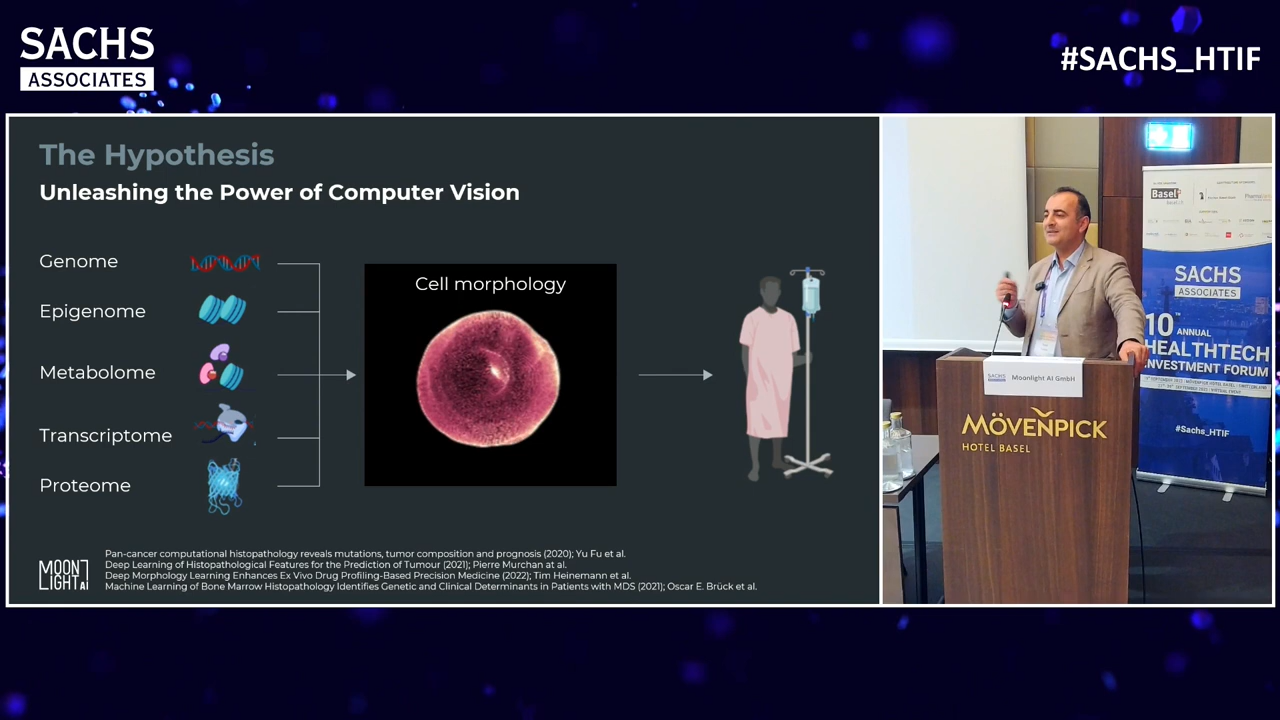 SACHS
ASSOCIATES
#SACHS_HTIF
The Hypothesis
Unleashing the Power of Computer Vision
Genome
Epigenome
Metabolome
Transcriptome
Proteome
Cell morphology
MOON
LIGHT AI
Pan-cancer computational histopathology reveals mutations, tumor composition and prognosis (2020); Yu Fu et al.
Deep Learning of Histopathological Features for the Prediction of Tumour (2021); Pierre Murchan at al.
Deep Morphology Learning Enhances Ex Vivo Drug Profiling-Based Precision Medicine (2022); Tim Heinemann et al.
Machine Learning of Bone Marrow Histopathology Identifies Genetic and Clinical Determinants in Patients with MDS (2021); Oscar E. Brück et al.
Basel
SACHS
ASSOCIATES
10
ANNUAL
HEALTHTECH
INVESTMENT FORUM
#Sachs_HTIF
SACHS
Moonlight AI GmbH
MÖVENPICK
HOTEL BASEL